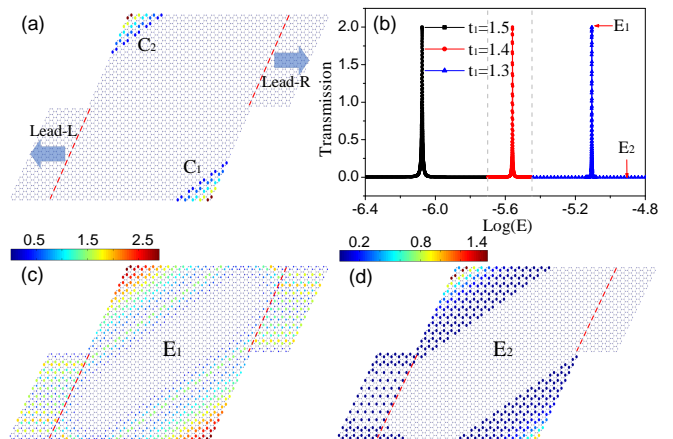 (a)
C₂
Lead-R
Lead-L
C₁
(b)
2.0
1.5
1.0
0.5
0.0
Transmission
t₁=1.5
t₁=1.4
t₁=1.3
E₁
E₂
-6.4 -6.0 -5.6 -5.2 -4.8
Log(E)
0.5 1.5 2.5
(c)
E₁
0.2 0.8 1.4
(d)
E₂